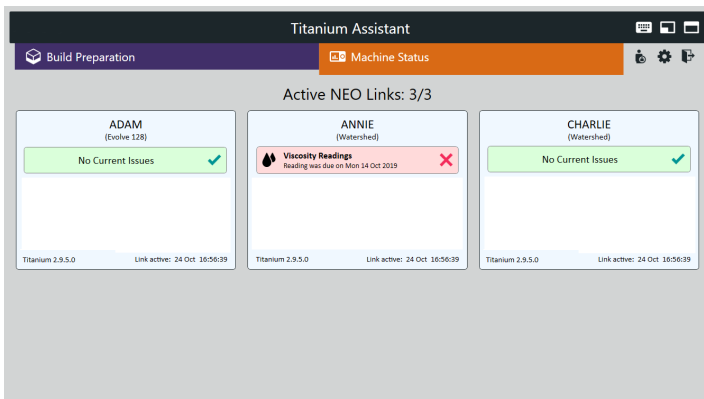 Titanium Assistant
Build Preparation
Machine Status
Active NEO Links: 3/3
ADAM
(Evolve 128)
No Current Issues
Titanium 2.9.5.0 Link active: 24 Oct 16:56:39
ANNIE
(Watershed)
Viscosity Readings
Reading was due on Mon 14 Oct 2019
Titanium 2.9.5.0 Link active: 24 Oct 16:56:39
CHARLIE
(Watershed)
No Current Issues
Titanium 2.9.5.0 Link active: 24 Oct 16:56:39